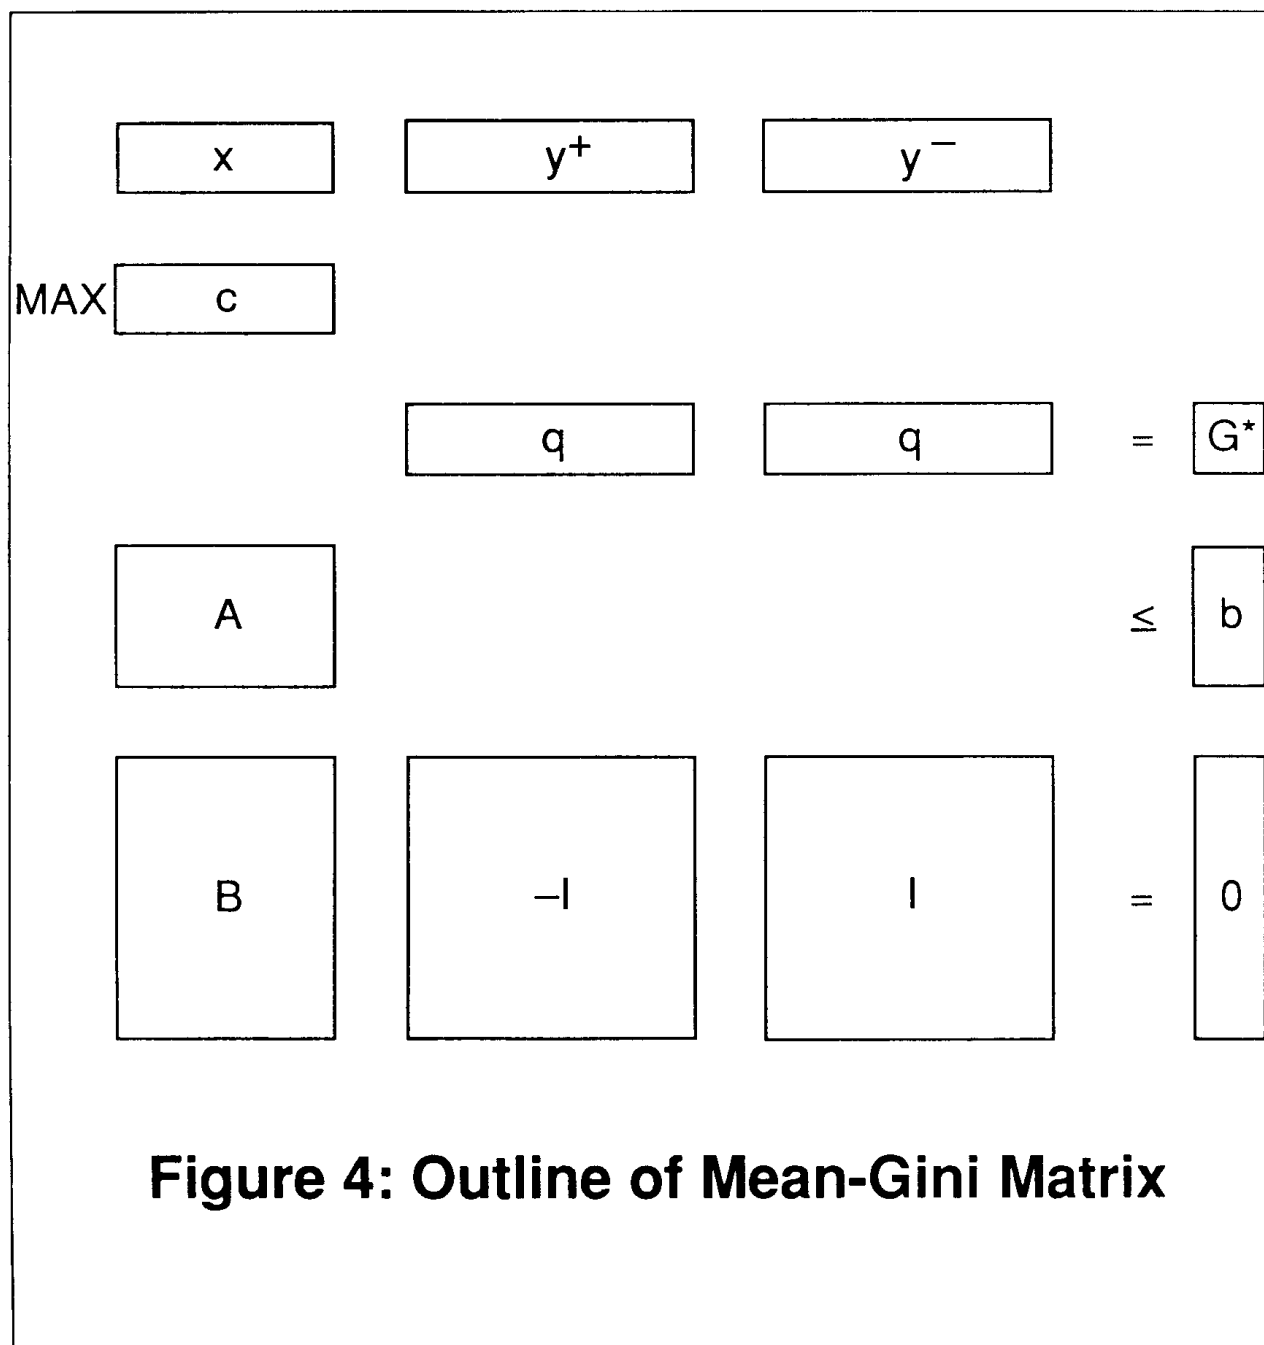 x y⁺ y⁻
MAX c
q q = G*
A ≤ b
B –I I = 0
Figure 4: Outline of Mean-Gini Matrix